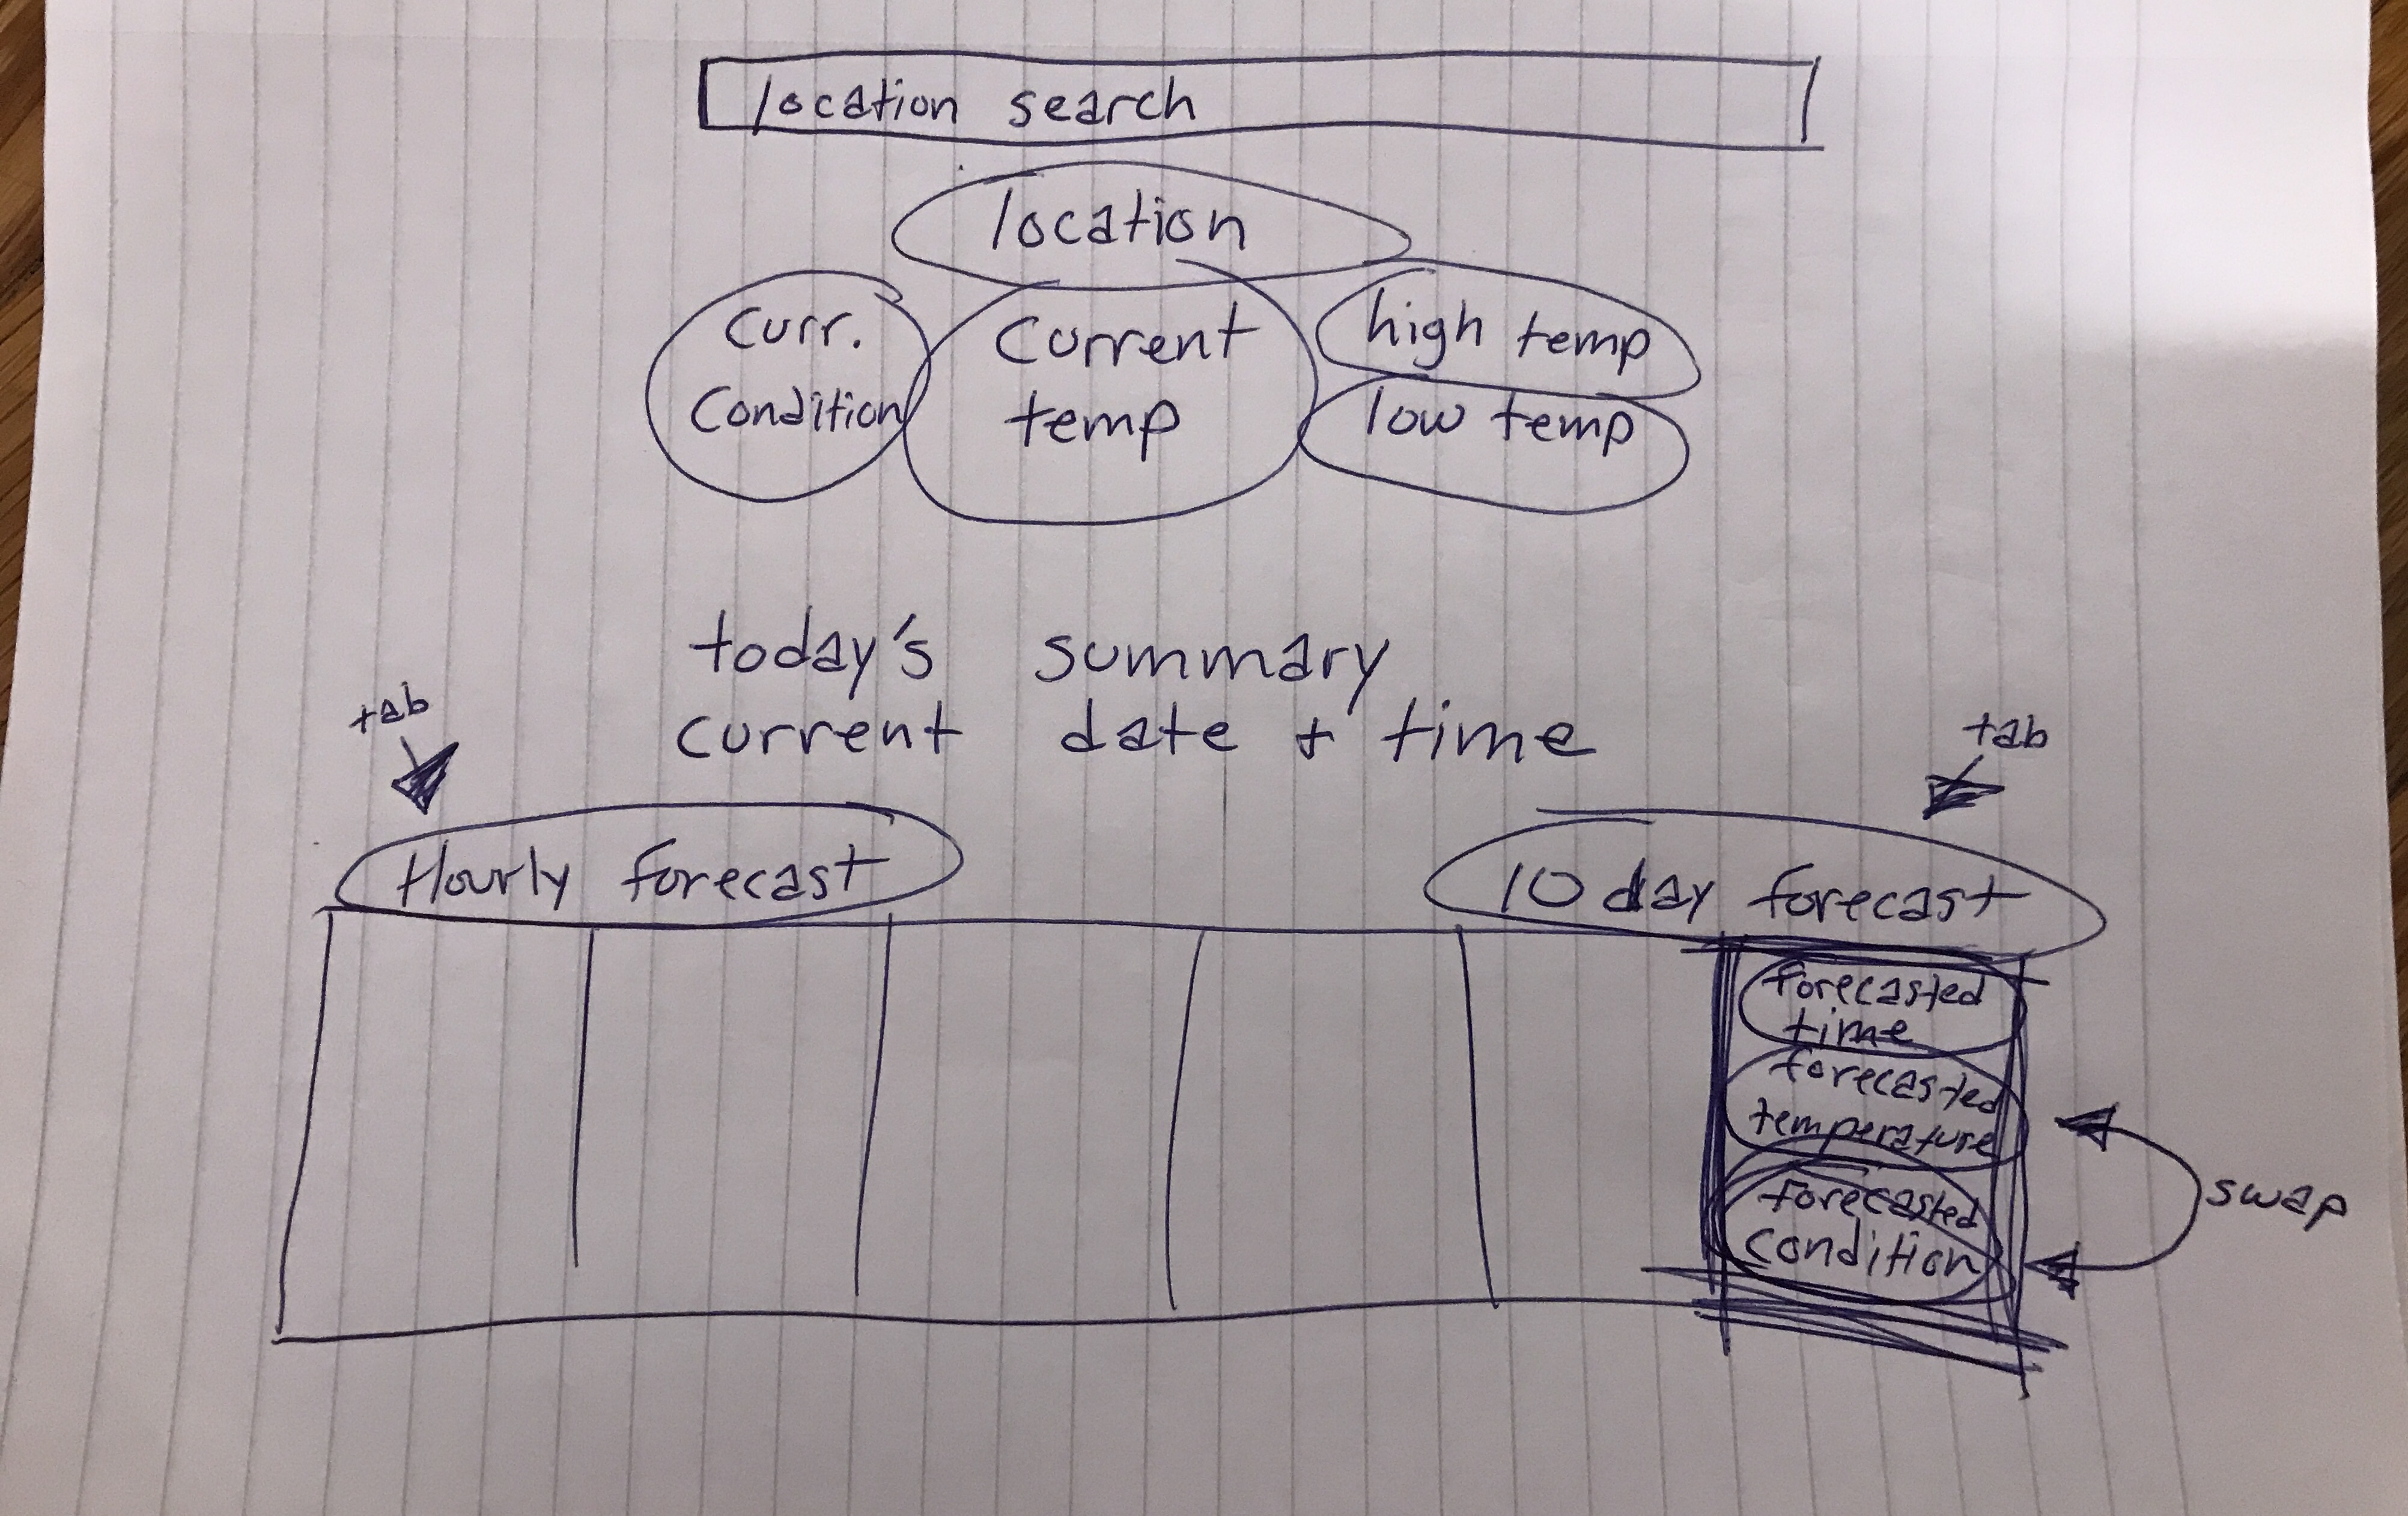 location search
location
Curr.
Condition
Current
temp
high temp
low temp
today's summary
current date + time
tab
tab
Hourly forecast
10 day forecast
forecasted
time
forecasted
temperature
forecasted
condition
swap